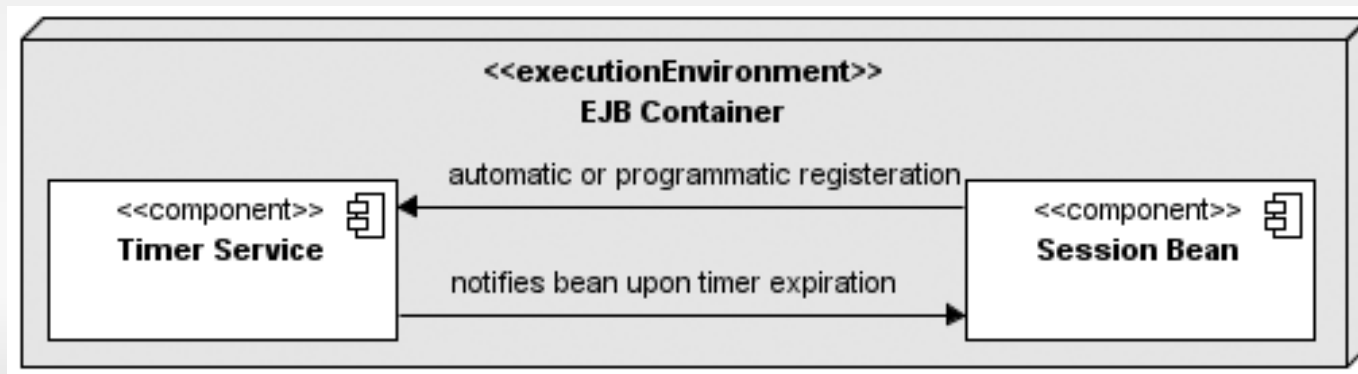 <<executionEnvironment>>
EJB Container
automatic or programmatic registeration
<<component>>
Timer Service
<<component>>
Session Bean
notifies bean upon timer expiration